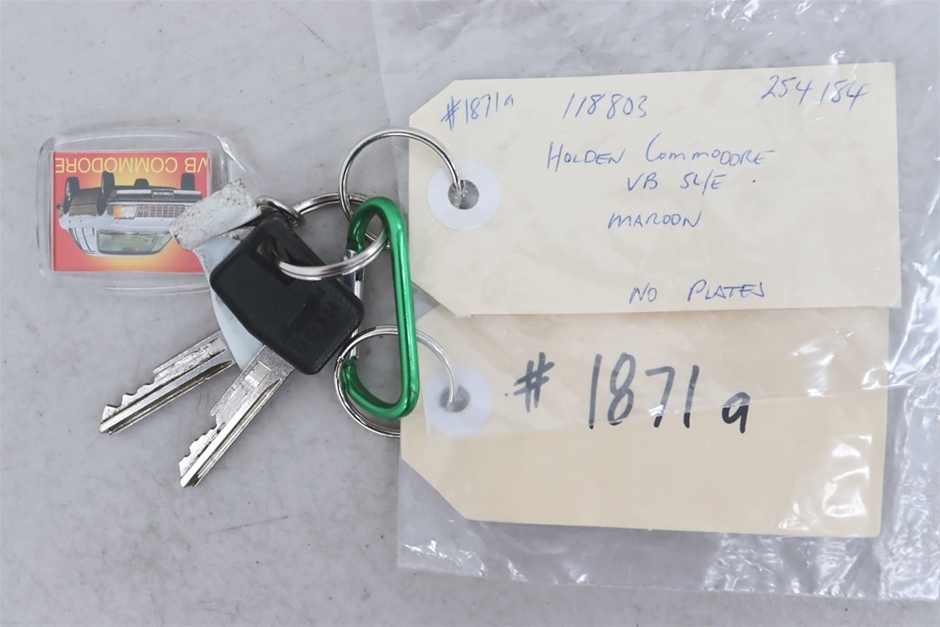 VB COMMODORE
#1871a 118803 254184
HOLDEN COMMODORE
VB SL/E.
MAROON
NO PLATES
# 1871a